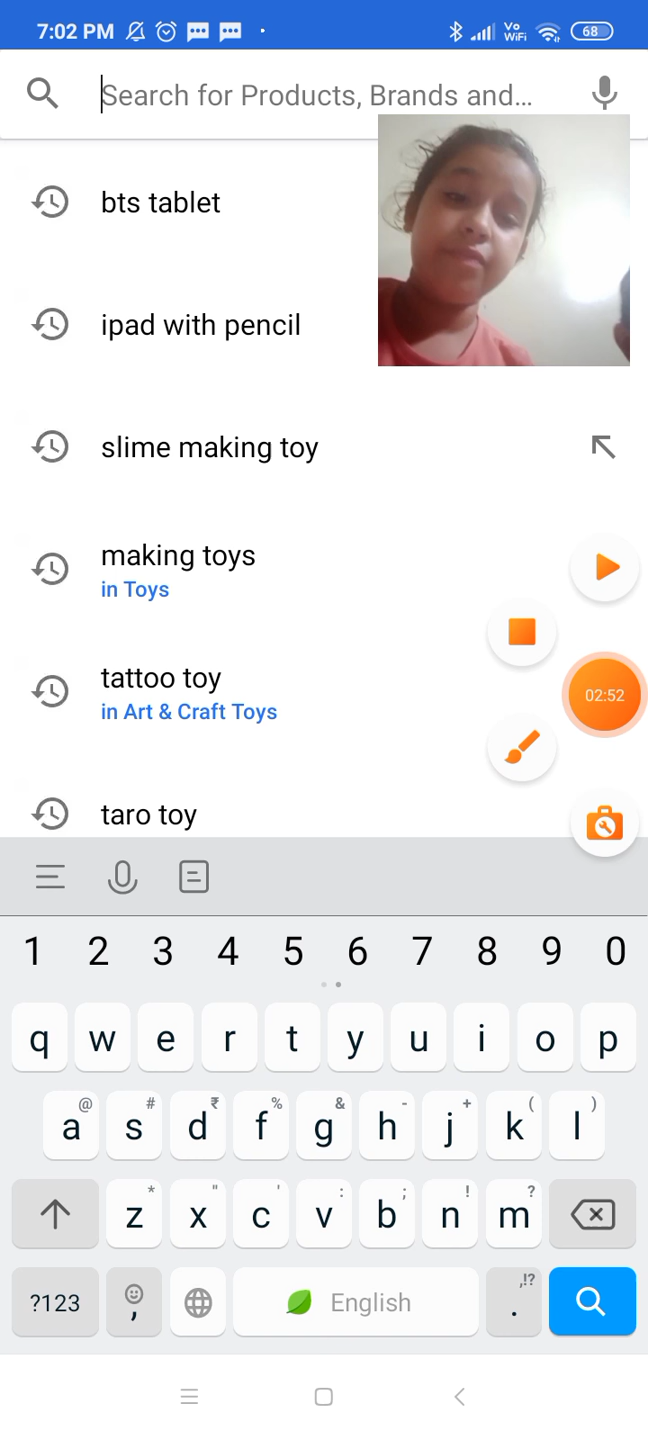 7:02 PM Vo WiFi 68
Search for Products, Brands and...
bts tablet
ipad with pencil
slime making toy
making toys
in Toys
tattoo toy
in Art & Craft Toys
02:52
taro toy
1 2 3 4 5 6 7 8 9 0
q w e r t y u i o p
@ # ₹ % & - + ( )
a s d f g h j k l
* " ' : ; ! ?
z x c v b n m
?123 , English . ,!?